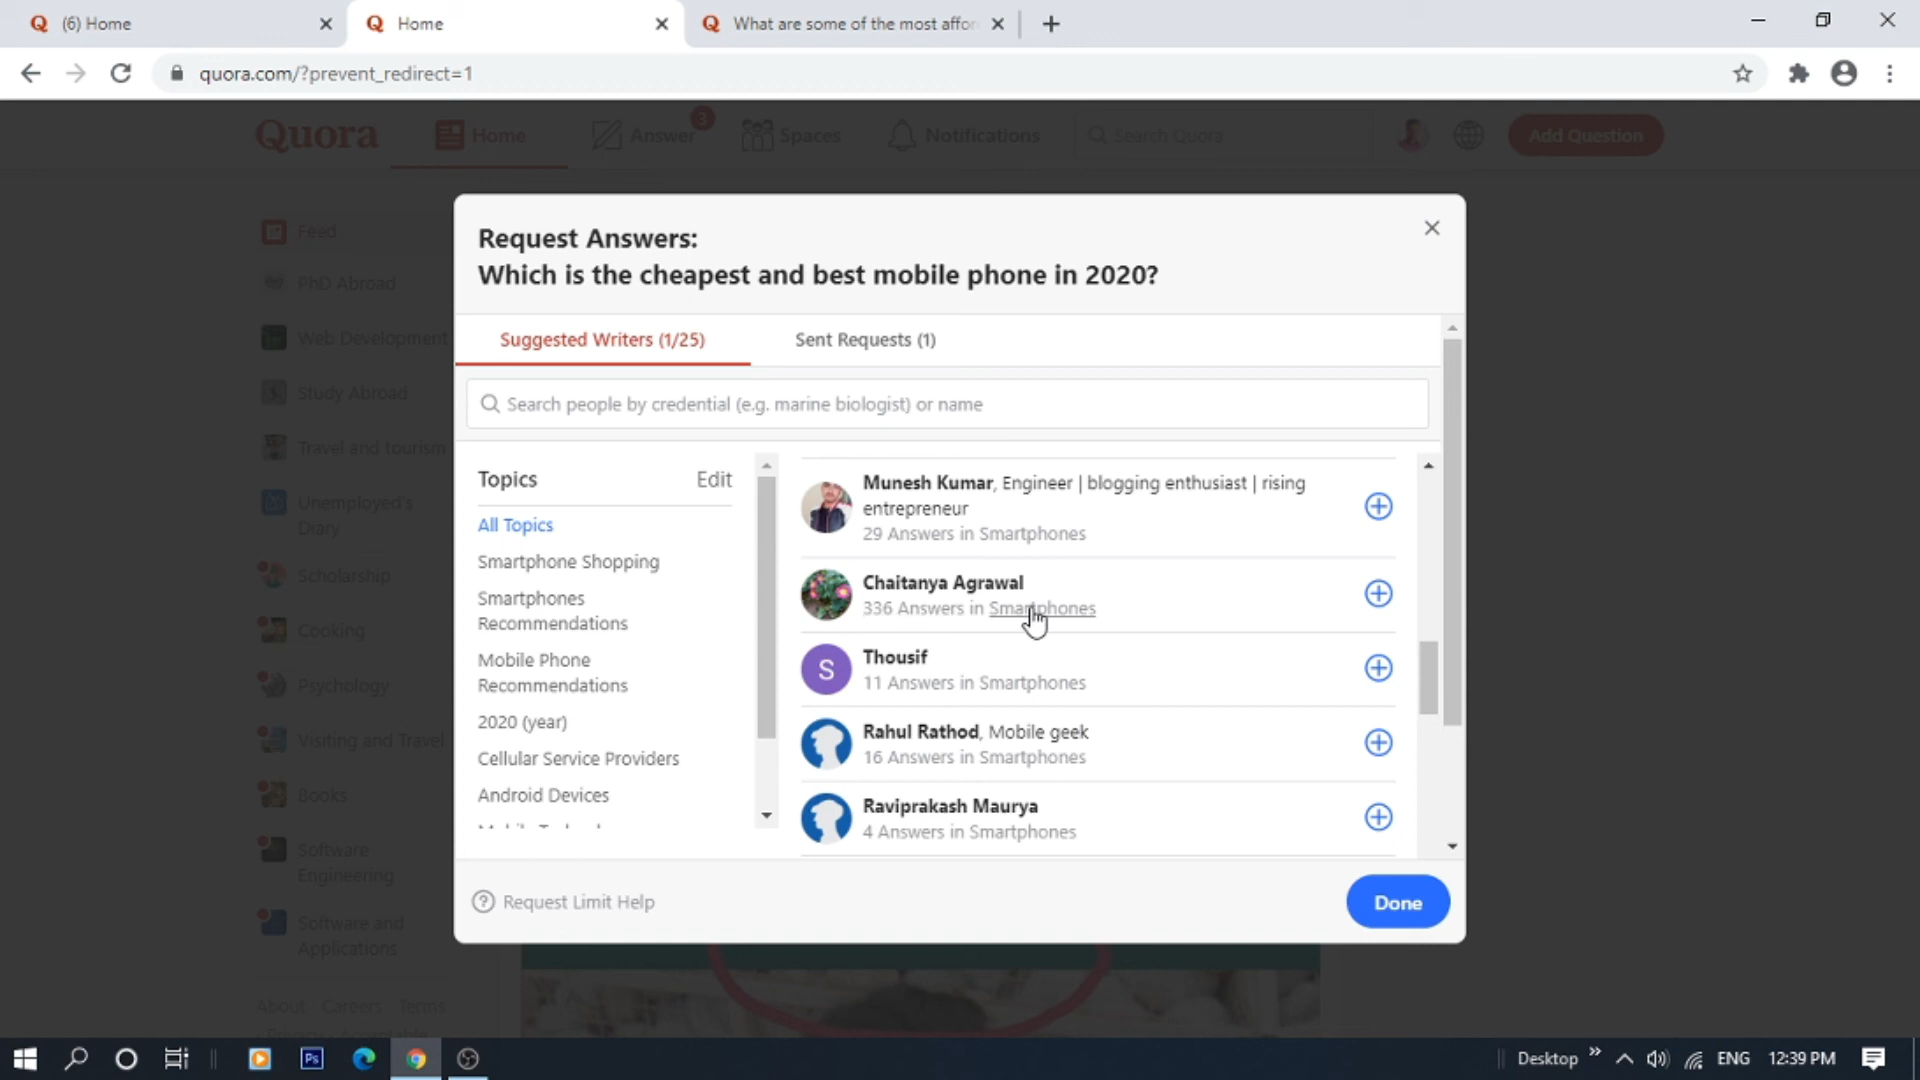 (6) Home
Home
What are some of the most affor
quora.com/?prevent_redirect=1
Quora
Home
Answer
3
Spaces
Notifications
Search Quora
Add Question
Feed
PhD Abroad
Web Development
Study Abroad
Travel and tourism
Unemployed's
Diary
Scholarship
Cooking
Psychology
Visiting and Travel
Books
Software
Engineering
Software and
Applications
About Careers Terms
Request Answers:
Which is the cheapest and best mobile phone in 2020?
Suggested Writers (1/25)
Sent Requests (1)
Search people by credential (e.g. marine biologist) or name
Topics
Edit
All Topics
Smartphone Shopping
Smartphones
Recommendations
Mobile Phone
Recommendations
2020 (year)
Cellular Service Providers
Android Devices
Munesh Kumar, Engineer | blogging enthusiast | rising
entrepreneur
29 Answers in Smartphones
Chaitanya Agrawal
336 Answers in Smartphones
S
Thousif
11 Answers in Smartphones
Rahul Rathod, Mobile geek
16 Answers in Smartphones
Raviprakash Maurya
4 Answers in Smartphones
Request Limit Help
Done
Ps
Desktop
ENG
12:39 PM